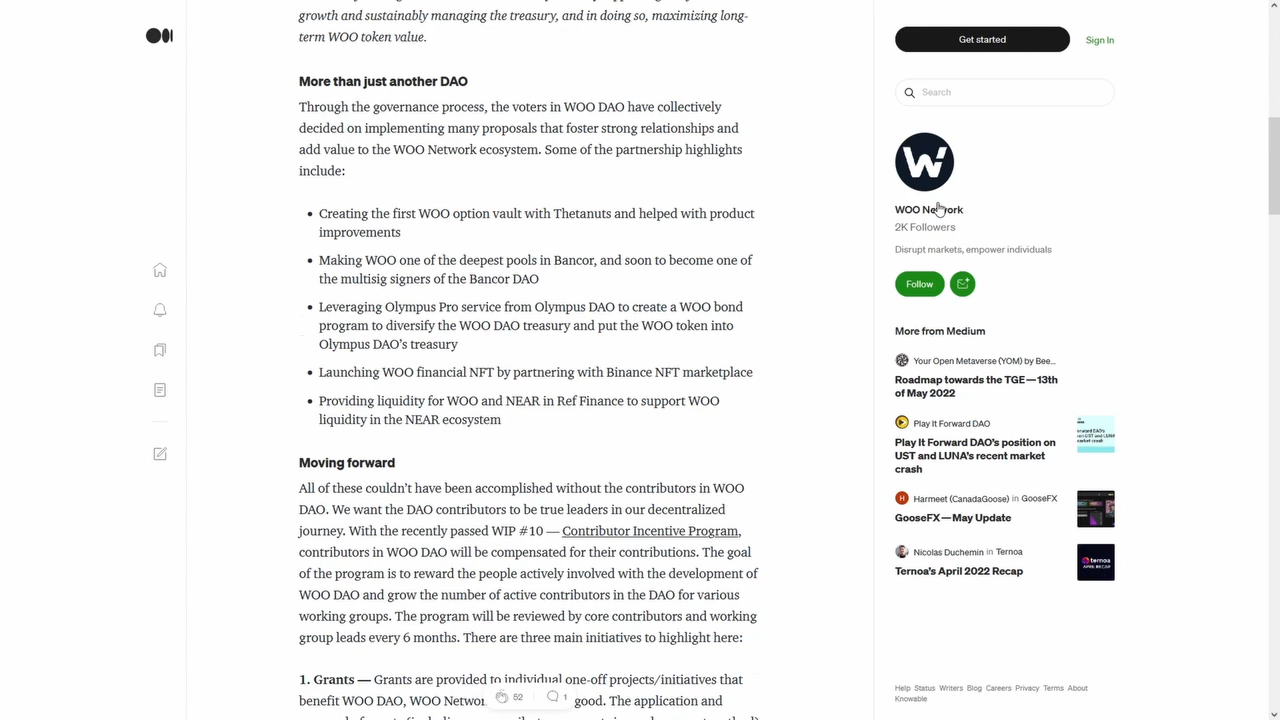 growth and sustainably managing the treasury, and in doing so, maximizing long-
term WOO token value.
More than just another DAO
Through the governance process, the voters in WOO DAO have collectively
decided on implementing many proposals that foster strong relationships and
add value to the WOO Network ecosystem. Some of the partnership highlights
include:
• Creating the first WOO option vault with Thetanuts and helped with product
improvements
• Making WOO one of the deepest pools in Bancor, and soon to become one of
the multisig signers of the Bancor DAO
• Leveraging Olympus Pro service from Olympus DAO to create a WOO bond
program to diversify the WOO DAO treasury and put the WOO token into
Olympus DAO's treasury
• Launching WOO financial NFT by partnering with Binance NFT marketplace
• Providing liquidity for WOO and NEAR in Ref Finance to support WOO
liquidity in the NEAR ecosystem
Moving forward
All of these couldn't have been accomplished without the contributors in WOO
DAO. We want the DAO contributors to be true leaders in our decentralized
journey. With the recently passed WIP #10 — Contributor Incentive Program,
contributors in WOO DAO will be compensated for their contributions. The goal
of the program is to reward the people actively involved with the development of
WOO DAO and grow the number of active contributors in the DAO for various
working groups. The program will be reviewed by core contributors and working
group leads every 6 months. There are three main initiatives to highlight here:
1. Grants — Grants are provided to individual one-off projects/initiatives that
benefit WOO DAO, WOO Networ good. The application and
52
1
Get started
Sign In
Search
W
WOO Network
2K Followers
Disrupt markets, empower individuals
Follow
More from Medium
Your Open Metaverse (YOM) by Bee...
Roadmap towards the TGE — 13th
of May 2022
Play It Forward DAO
Play It Forward DAO's position on
UST and LUNA's recent market
crash
H
Harmeet (CanadaGoose) in GooseFX
GooseFX — May Update
Nicolas Duchemin in Ternoa
Ternoa's April 2022 Recap
ternoa
APRIL RECAP
Help Status Writers Blog Careers Privacy Terms About
Knowable